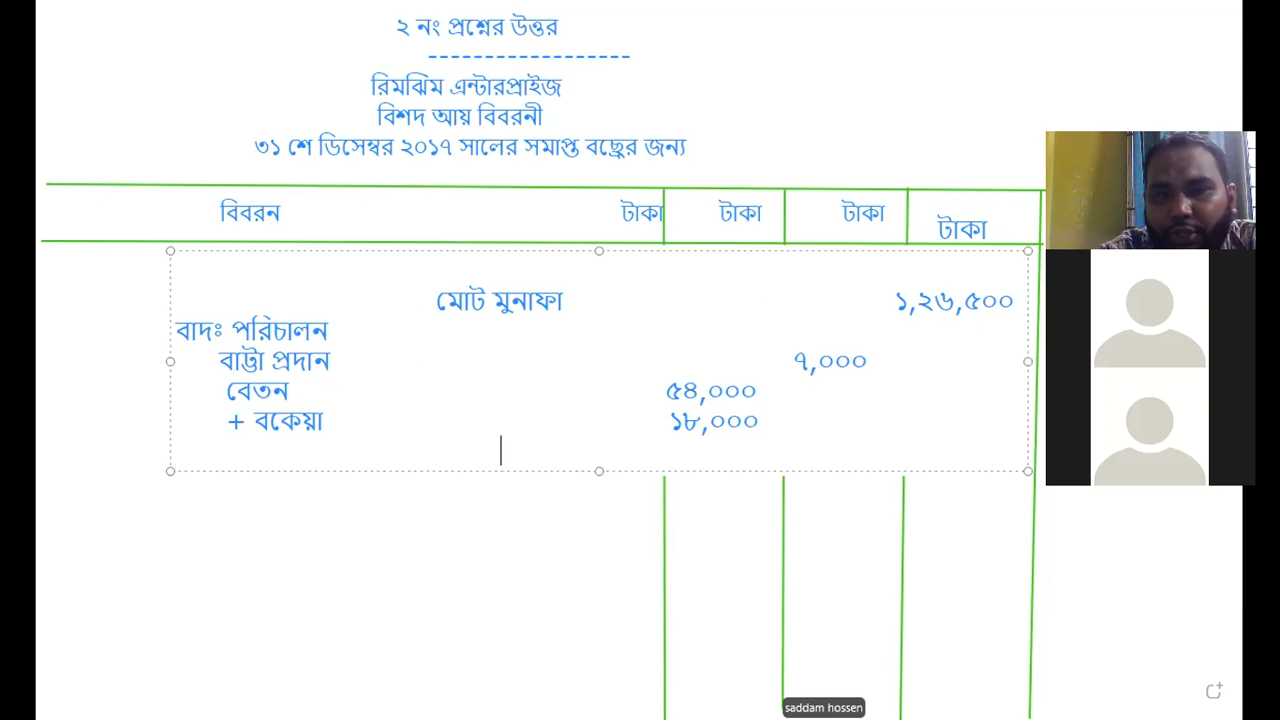 ২ নং প্রশ্নের উত্তর
-----------------
রিমঝিম এন্টারপ্রাইজ
বিশদ আয় বিবরনী
৩১ শে ডিসেম্বর ২০১৭ সালের সমাপ্ত বছ্রের জন্য
বিবরন টাকা টাকা টাকা টাকা
মোট মুনাফা ১,২৬,৫০০
বাদঃ পরিচালন
বাট্টা প্রদান ৭,০০০
বেতন ৫৪,০০০
+ বকেয়া ১৮,০০০
saddam hossen